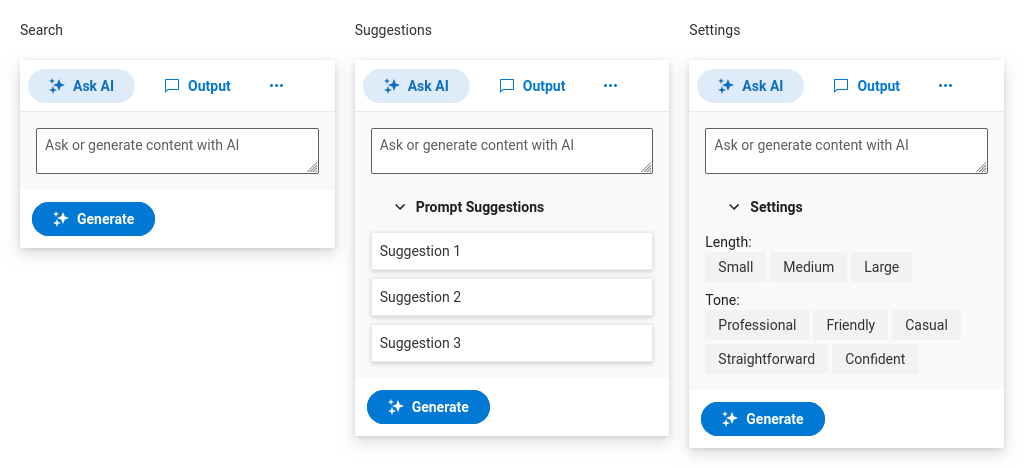 Search
Ask AI Output ...
Ask or generate content with AI
Generate
Suggestions
Ask AI Output ...
Ask or generate content with AI
Prompt Suggestions
Suggestion 1
Suggestion 2
Suggestion 3
Generate
Settings
Ask AI Output ...
Ask or generate content with AI
Settings
Length:
Small Medium Large
Tone:
Professional Friendly Casual
Straightforward Confident
Generate